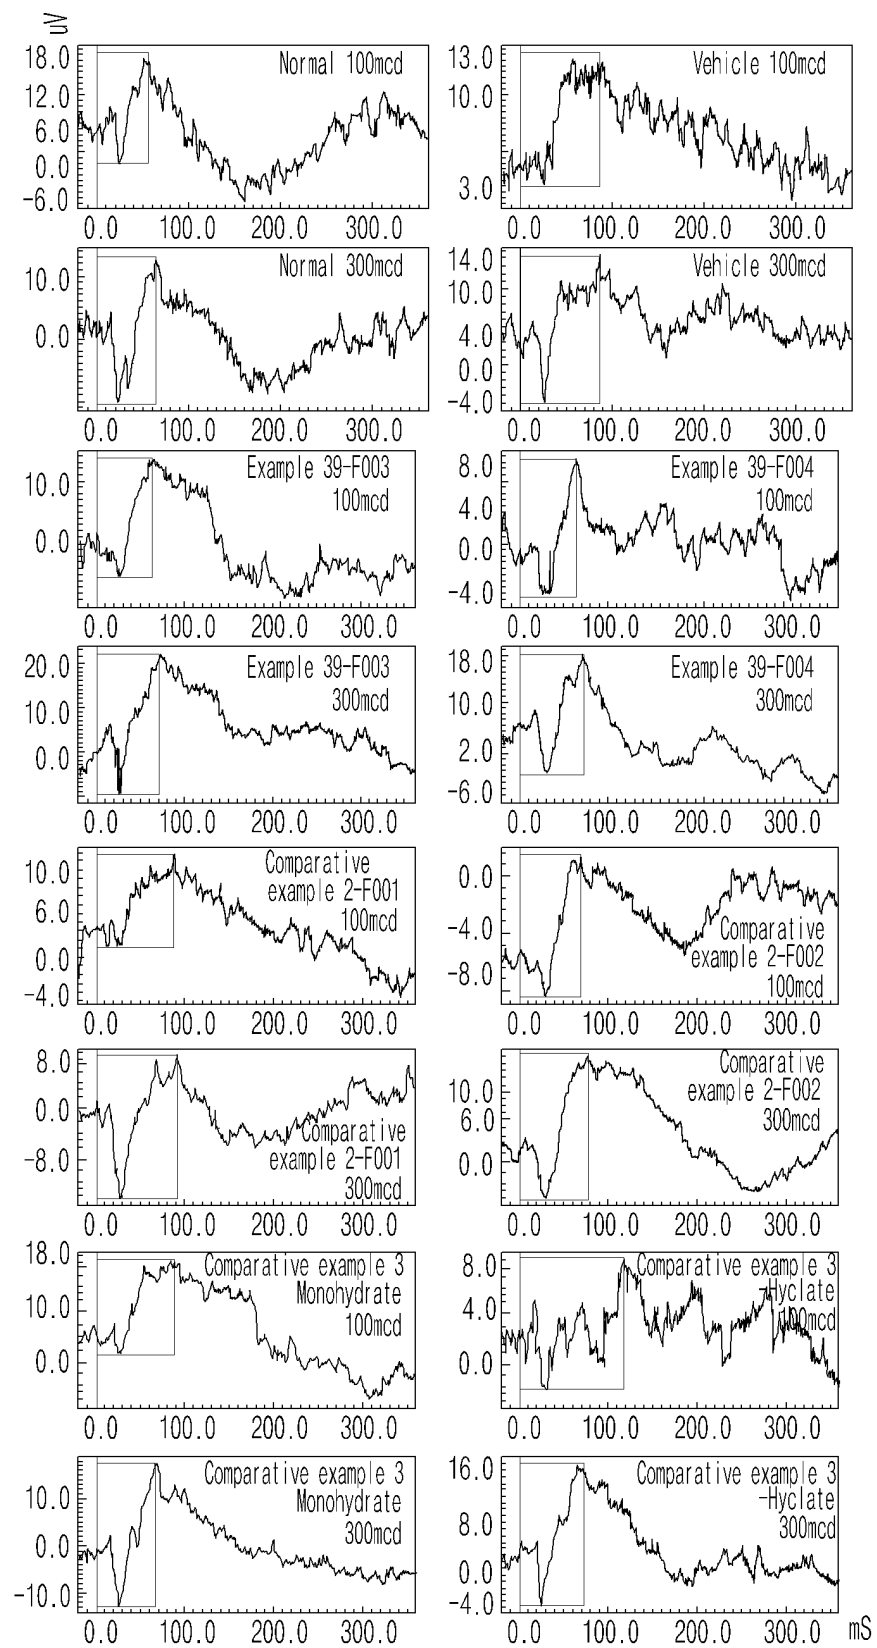 uV
18.0
12.0
6.0
0.0
-6.0
Normal 100mcd
0.0 100.0 200.0 300.0
13.0
10.0
3.0
Vehicle 100mcd
0.0 100.0 200.0 300.0
10.0
0.0
Normal 300mcd
0.0 100.0 200.0 300.0
14.0
10.0
4.0
0.0
-4.0
Vehicle 300mcd
0.0 100.0 200.0 300.0
10.0
0.0
Example 39-F003
100mcd
0.0 100.0 200.0 300.0
8.0
4.0
0.0
-4.0
Example 39-F004
100mcd
0.0 100.0 200.0 300.0
20.0
10.0
0.0
Example 39-F003
300mcd
0.0 100.0 200.0 300.0
18.0
10.0
2.0
-6.0
Example 39-F004
300mcd
0.0 100.0 200.0 300.0
10.0
6.0
0.0
-4.0
Comparative
example 2-F001
100mcd
0.0 100.0 200.0 300.0
0.0
-4.0
-8.0
Comparative
example 2-F002
100mcd
0.0 100.0 200.0 300.0
8.0
0.0
-8.0
Comparative
example 2-F001
300mcd
0.0 100.0 200.0 300.0
10.0
6.0
0.0
Comparative
example 2-F002
300mcd
0.0 100.0 200.0 300.0
18.0
10.0
0.0
Comparative example 3
Monohydrate
100mcd
0.0 100.0 200.0 300.0
8.0
4.0
0.0
Comparative example 3
-Hyclate
100mcd
0.0 100.0 200.0 300.0
10.0
0.0
-10.0
Comparative example 3
Monohydrate
300mcd
0.0 100.0 200.0 300.0
16.0
8.0
0.0
-4.0
Comparative example 3
-Hyclate
300mcd
0.0 100.0 200.0 300.0
mS